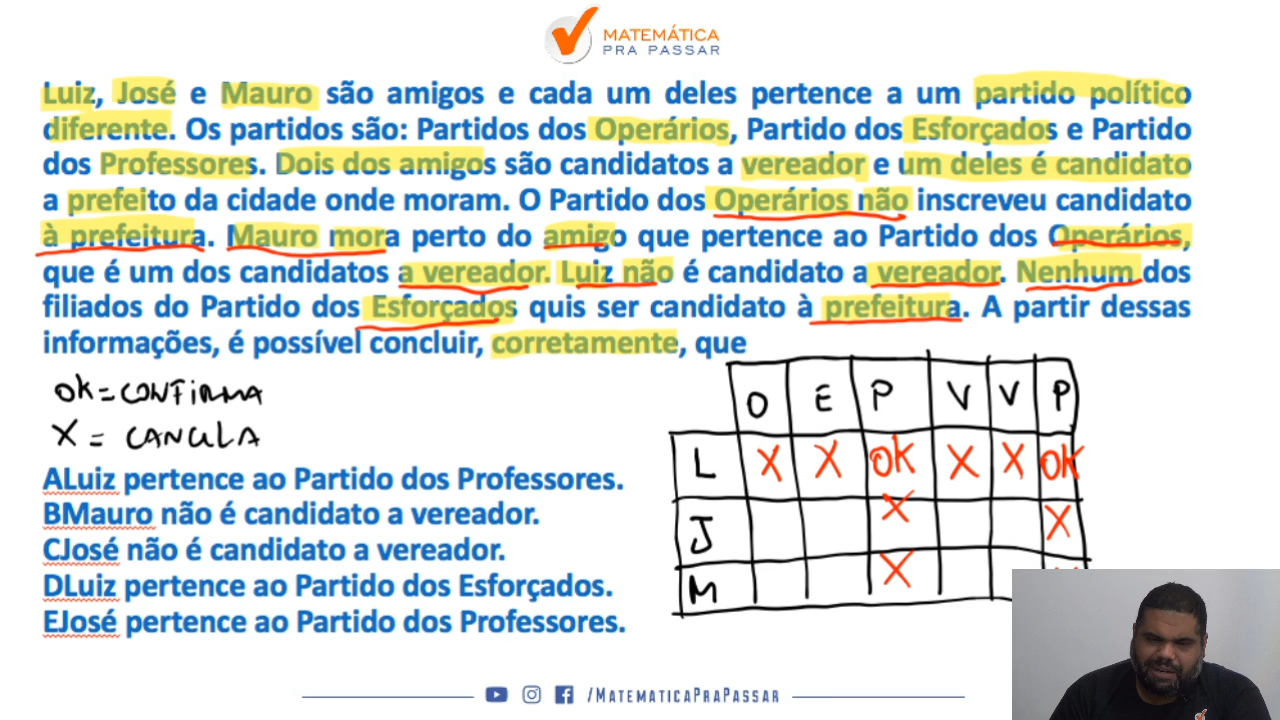 MATEMÁTICA
PRA PASSAR
Luiz, José e Mauro são amigos e cada um deles pertence a um partido político
diferente. Os partidos são: Partidos dos Operários, Partido dos Esforçados e Partido
dos Professores. Dois dos amigos são candidatos a vereador e um deles é candidato
a prefeito da cidade onde moram. O Partido dos Operários não inscreveu candidato
à prefeitura. Mauro mora perto do amigo que pertence ao Partido dos Operários,
que é um dos candidatos a vereador. Luiz não é candidato a vereador. Nenhum dos
filiados do Partido dos Esforçados quis ser candidato à prefeitura. A partir dessas
informações, é possível concluir, corretamente, que
OK = CONFIRMA
X = CANCELA
ALuiz pertence ao Partido dos Professores.
BMauro não é candidato a vereador.
CJosé não é candidato a vereador.
DLuiz pertence ao Partido dos Esforçados.
EJosé pertence ao Partido dos Professores.
O E P V V P
L X X OK X X OK
J X X
M X
/MATEMATICAPRAPASSAR